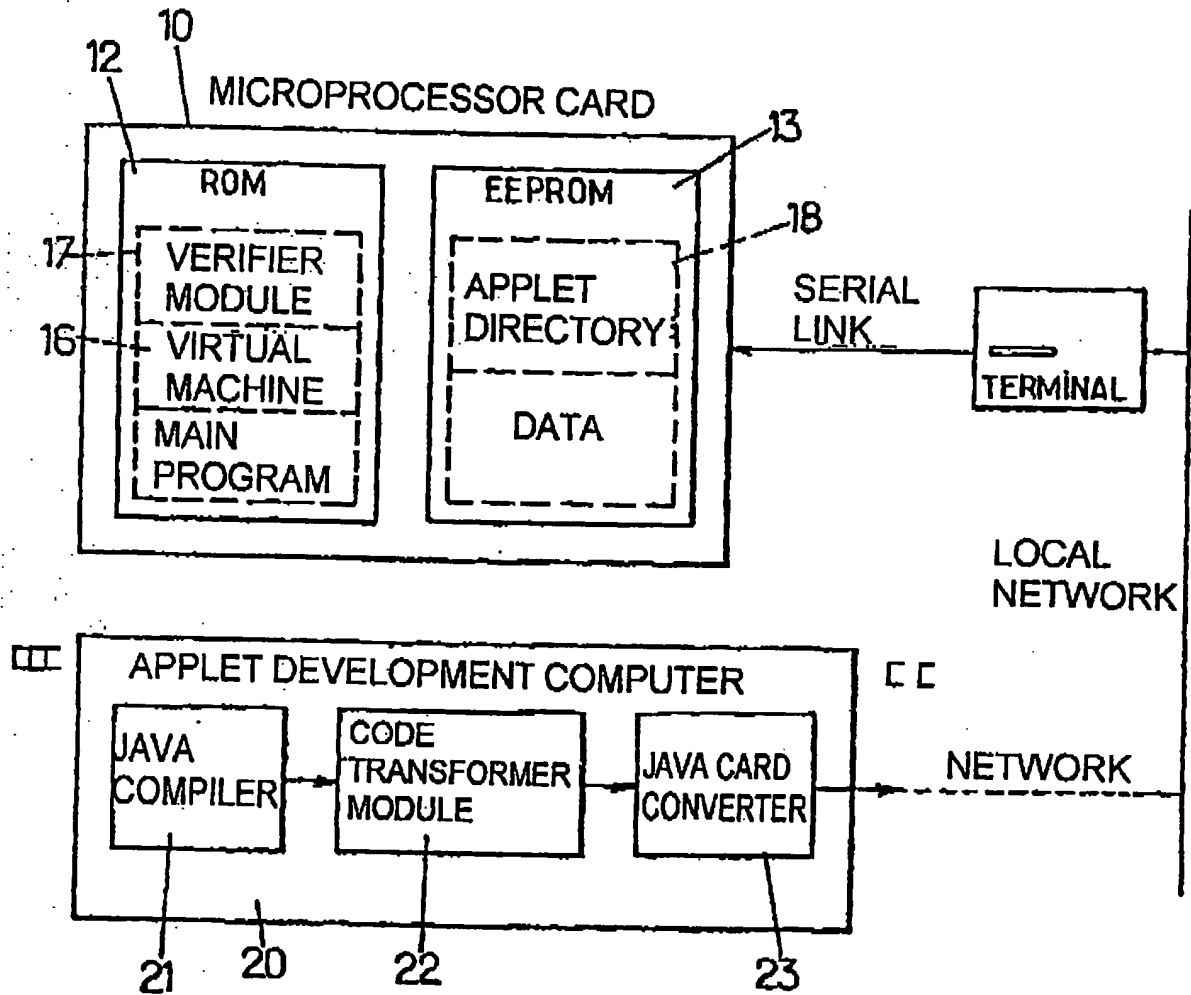 10
12
MICROPROCESSOR CARD
13
ROM
EEPROM
17
VERIFIER
MODULE
18
APPLET
DIRECTORY
SERIAL
LINK
16
VIRTUAL
MACHINE
TERMINAL
MAIN
PROGRAM
DATA
LOCAL
NETWORK
APPLET DEVELOPMENT COMPUTER
JAVA
COMPILER
CODE
TRANSFORMER
MODULE
JAVA CARD
CONVERTER
NETWORK
21
20
22
23